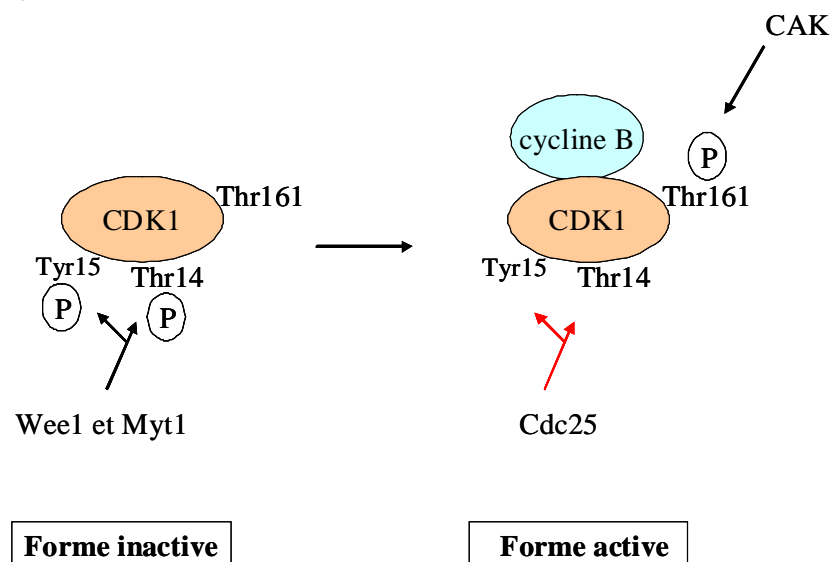 CAK
cycline B
P
Thr161
Thr161
CDK1
CDK1
Tyr15
Thr14
Tyr15
Thr14
P
P
Wee1 et Myt1
Cdc25
Forme inactive
Forme active